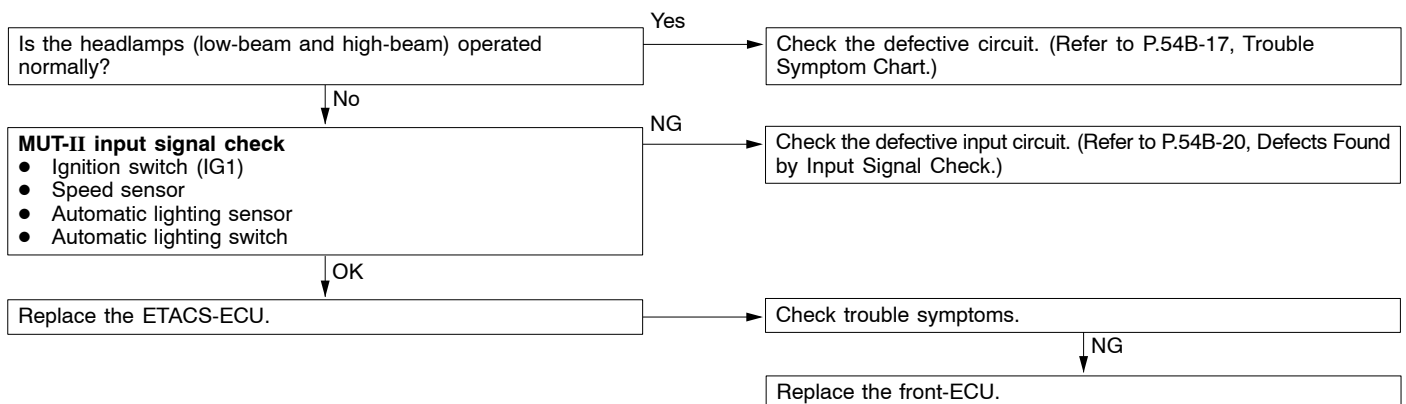 Yes
Is the headlamps (low-beam and high-beam) operated
normally?
Check the defective circuit. (Refer to P.54B-17, Trouble
Symptom Chart.)
No
NG
MUT-II input signal check
● Ignition switch (IG1)
● Speed sensor
● Automatic lighting sensor
● Automatic lighting switch
Check the defective input circuit. (Refer to P.54B-20, Defects Found
by Input Signal Check.)
OK
Replace the ETACS-ECU.
Check trouble symptoms.
NG
Replace the front-ECU.